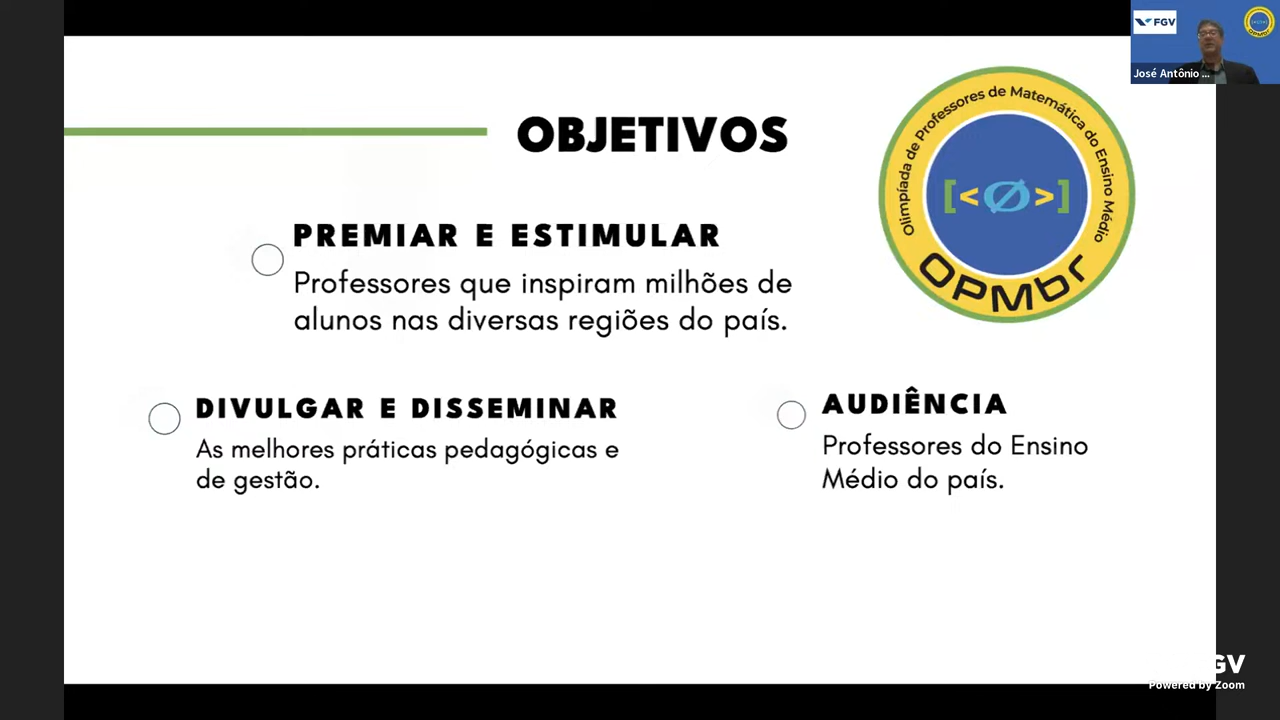 FGV
OPMbr
José Antônio ...
OBJETIVOS
Olimpíada de Professores de Matemática do Ensino Médio
[<Ø>]
OPMbr
PREMIAR E ESTIMULAR
Professores que inspiram milhões de
alunos nas diversas regiões do país.
DIVULGAR E DISSEMINAR
As melhores práticas pedagógicas e
de gestão.
AUDIÊNCIA
Professores do Ensino
Médio do país.
GV
Powered by Zoom